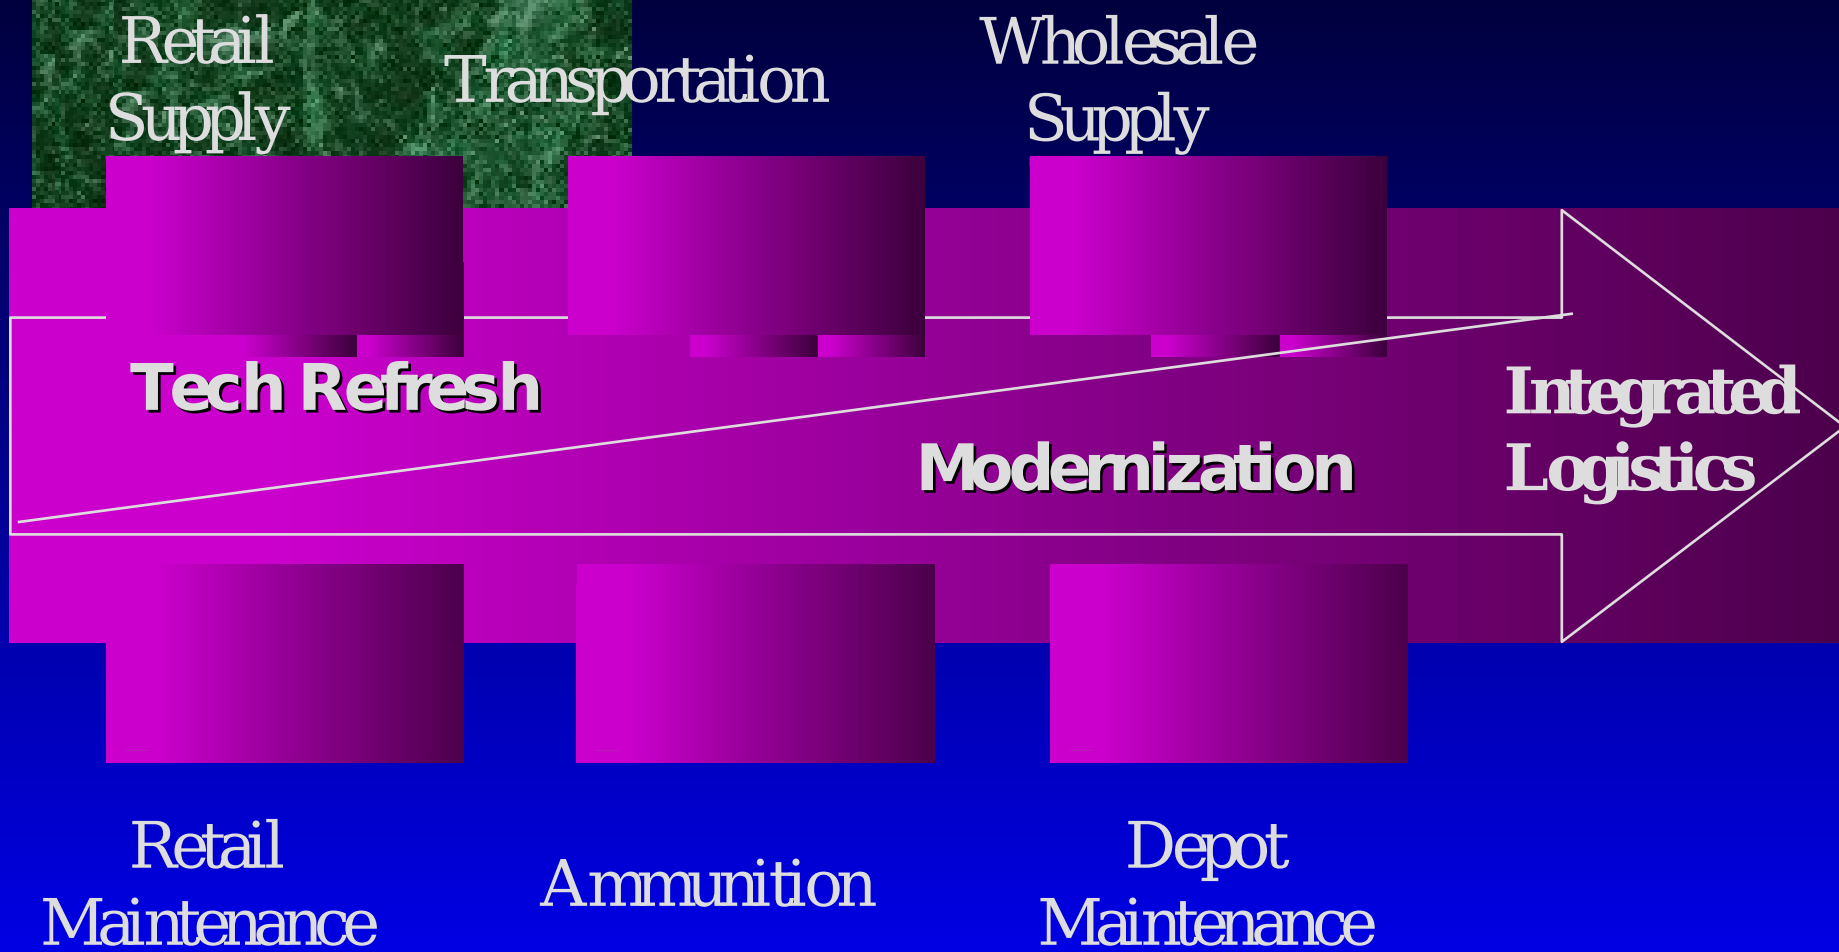 Retail
Supply
Transportation
Wholesale
Supply
Tech Refresh
Modernization
Integrated
Logistics
Retail
Maintenance
Ammunition
Depot
Maintenance